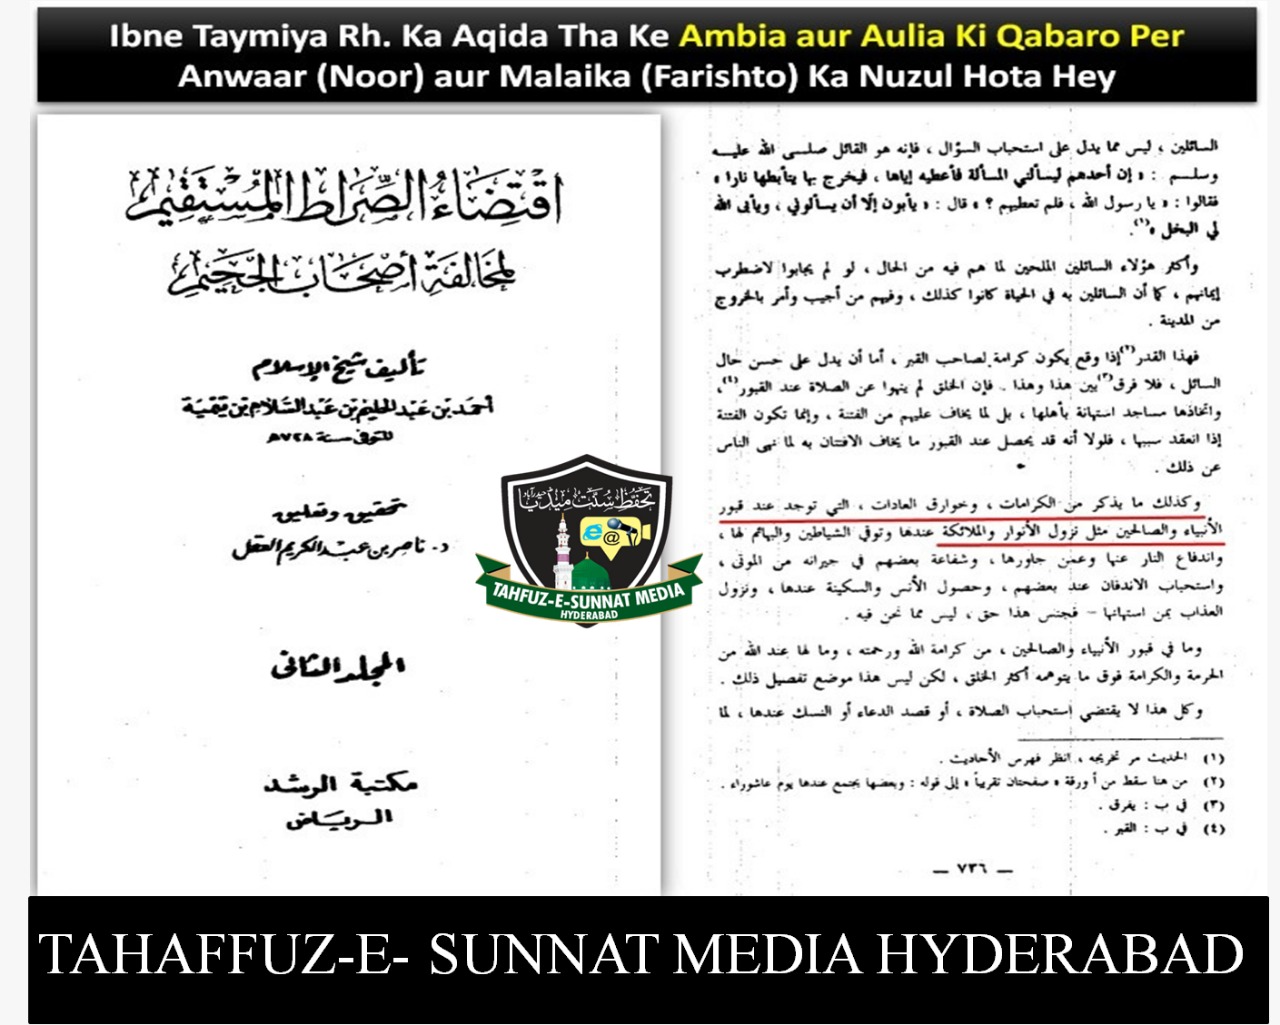 Ibne Taymiya Rh. Ka Aqida Tha Ke Ambia aur Aulia Ki Qabaro Per
Anwaar (Noor) aur Malaika (Farishto) Ka Nuzul Hota Hey
اقْتِضَاءُ الصِّرَاطِ المُسْتَقِيْمِ
لِمُخَالَفَةِ أَصْحَابِ الجَحِيْمِ
تأليف شيخ الإسلام
أحمد بن عبد الحليم بن عبد السلام بن تيمية
المتوفى سنة ٧٢٨هـ
تحقيق وتعليق
د. ناصر بن عبد الكريم العقل
المجلد الثاني
مكتبة الرشد
الرياض
السائلين ، ليس مما يدل على استحباب السؤال ، فإنه هو القائل صلى الله عليه
وسلم : « إن أحدهم ليسألني المسألة فأعطيه إياها ، فيخرج بها يتأبطها نارا »
فقالوا : « يا رسول الله ، فلم تعطيهم ؟ » قال : « يأبون إلّا أن يسألوني ، ويأبى الله
لي البخل »(١).
وأكثر هؤلاء السائلين الملحين لما هم فيه من الحال ، لو لم يجابوا لاضطرب
إيمانهم ، كما أن السائلين به في الحياة كانوا كذلك ، وفيهم من أجيب وأمر بالخروج
من المدينة .
فهذا القدر(٢) إذا وقع يكون كرامة لصاحب القبر ، أما أن يدل على حسن حال
السائل ، فلا فرق(٣) بين هذا وهذا . فإن الخلق لم ينهوا عن الصلاة عند القبور(٤)،
واتخاذها مساجد استهانة بأهلها ، بل لما يخاف عليهم من الفتنة ، وإنما تكون الفتنة
إذا انعقد سببها ، فلولا أنه قد يحصل عند القبور ما يخاف الافتتان به لما نهى الناس
عن ذلك .
وكذلك ما يذكر من الكرامات ، وخوارق العادات ، التي توجد عند قبور
الأنبياء والصالحين مثل نزول الأنوار والملائكة عندها وتوقي الشياطين والبهائم لها ،
واندفاع النار عنها وعمن جاورها ، وشفاعة بعضهم في جيرانه من الموتى ،
واستحباب الاندفان عند بعضهم ، وحصول الأنس والسكينة عندها ، ونزول
العذاب بمن استهانها – فجنس هذا حق ، ليس مما نحن فيه .
وما في قبور الأنبياء والصالحين ، من كرامة الله ورحمته ، وما لها عند الله من
الحرمة والكرامة فوق ما يتوهمه أكثر الخلق ، لكن ليس هذا موضع تفصيل ذلك .
وكل هذا لا يقتضي استحباب الصلاة ، أو قصد الدعاء أو النسك عندها ، لما
(١) الحديث مر تخريجه ، انظر فهرس الأحاديث .
(٢) من هنا سقط من أ ورقة « صفحتان تقريباً » إلى قوله : وبعضها يجتمع عندها يوم عاشوراء .
(٣) في ب : يفرق .
(٤) في ب : القبر .
— ٧٣٦ —
تحفظ سنت میڈیا حیدرآباد
@
TAHFUZ-E-SUNNAT MEDIA
HYDERABAD
TAHAFFUZ-E- SUNNAT MEDIA HYDERABAD